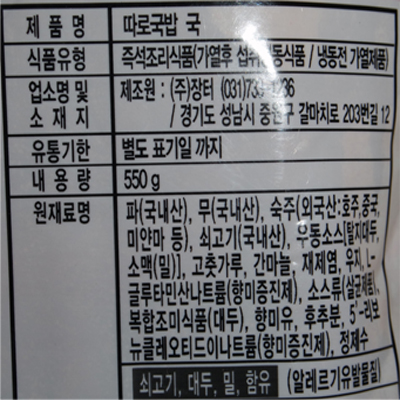 제 품 명 따로국밥 국
식품유형 즉석조리식품(가열후 섭취 냉동식품 / 냉동전 가열제품)
업소명 및 제조원 : (주)장터 (031)
소 재 지 / 경기도 성남시 중원구 갈마치로 203번길 12
유통기한 별도 표기일 까지
내 용 량 550 g
원재료명 파(국내산), 무(국내산), 숙주(외국산:호주,중국,
미얀마 등), 쇠고기(국내산), 우동소스[탈지대두,
소맥(밀)], 고춧가루, 간마늘, 재제염, 우지, L-
글루타민산나트륨(향미증진제), 소스류(살균제품),
복합조미식품(대두), 향미유, 후추분, 5'-리보
뉴클레오티드이나트륨(향미증진제), 정제수
쇠고기, 대두, 밀, 함유 (알레르기유발물질)